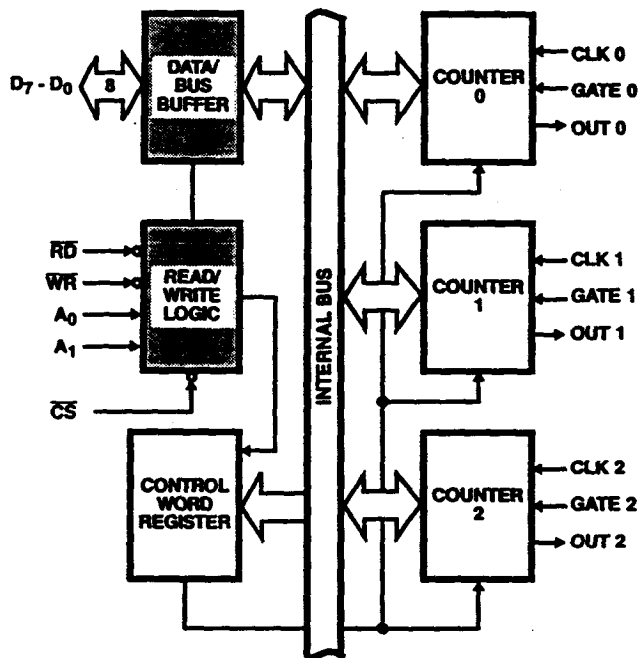 D7 - D0
8
DATA/
BUS
BUFFER
RD
WR
A0
A1
CS
READ/
WRITE
LOGIC
CONTROL
WORD
REGISTER
INTERNAL BUS
COUNTER
0
CLK 0
GATE 0
OUT 0
COUNTER
1
CLK 1
GATE 1
OUT 1
COUNTER
2
CLK 2
GATE 2
OUT 2